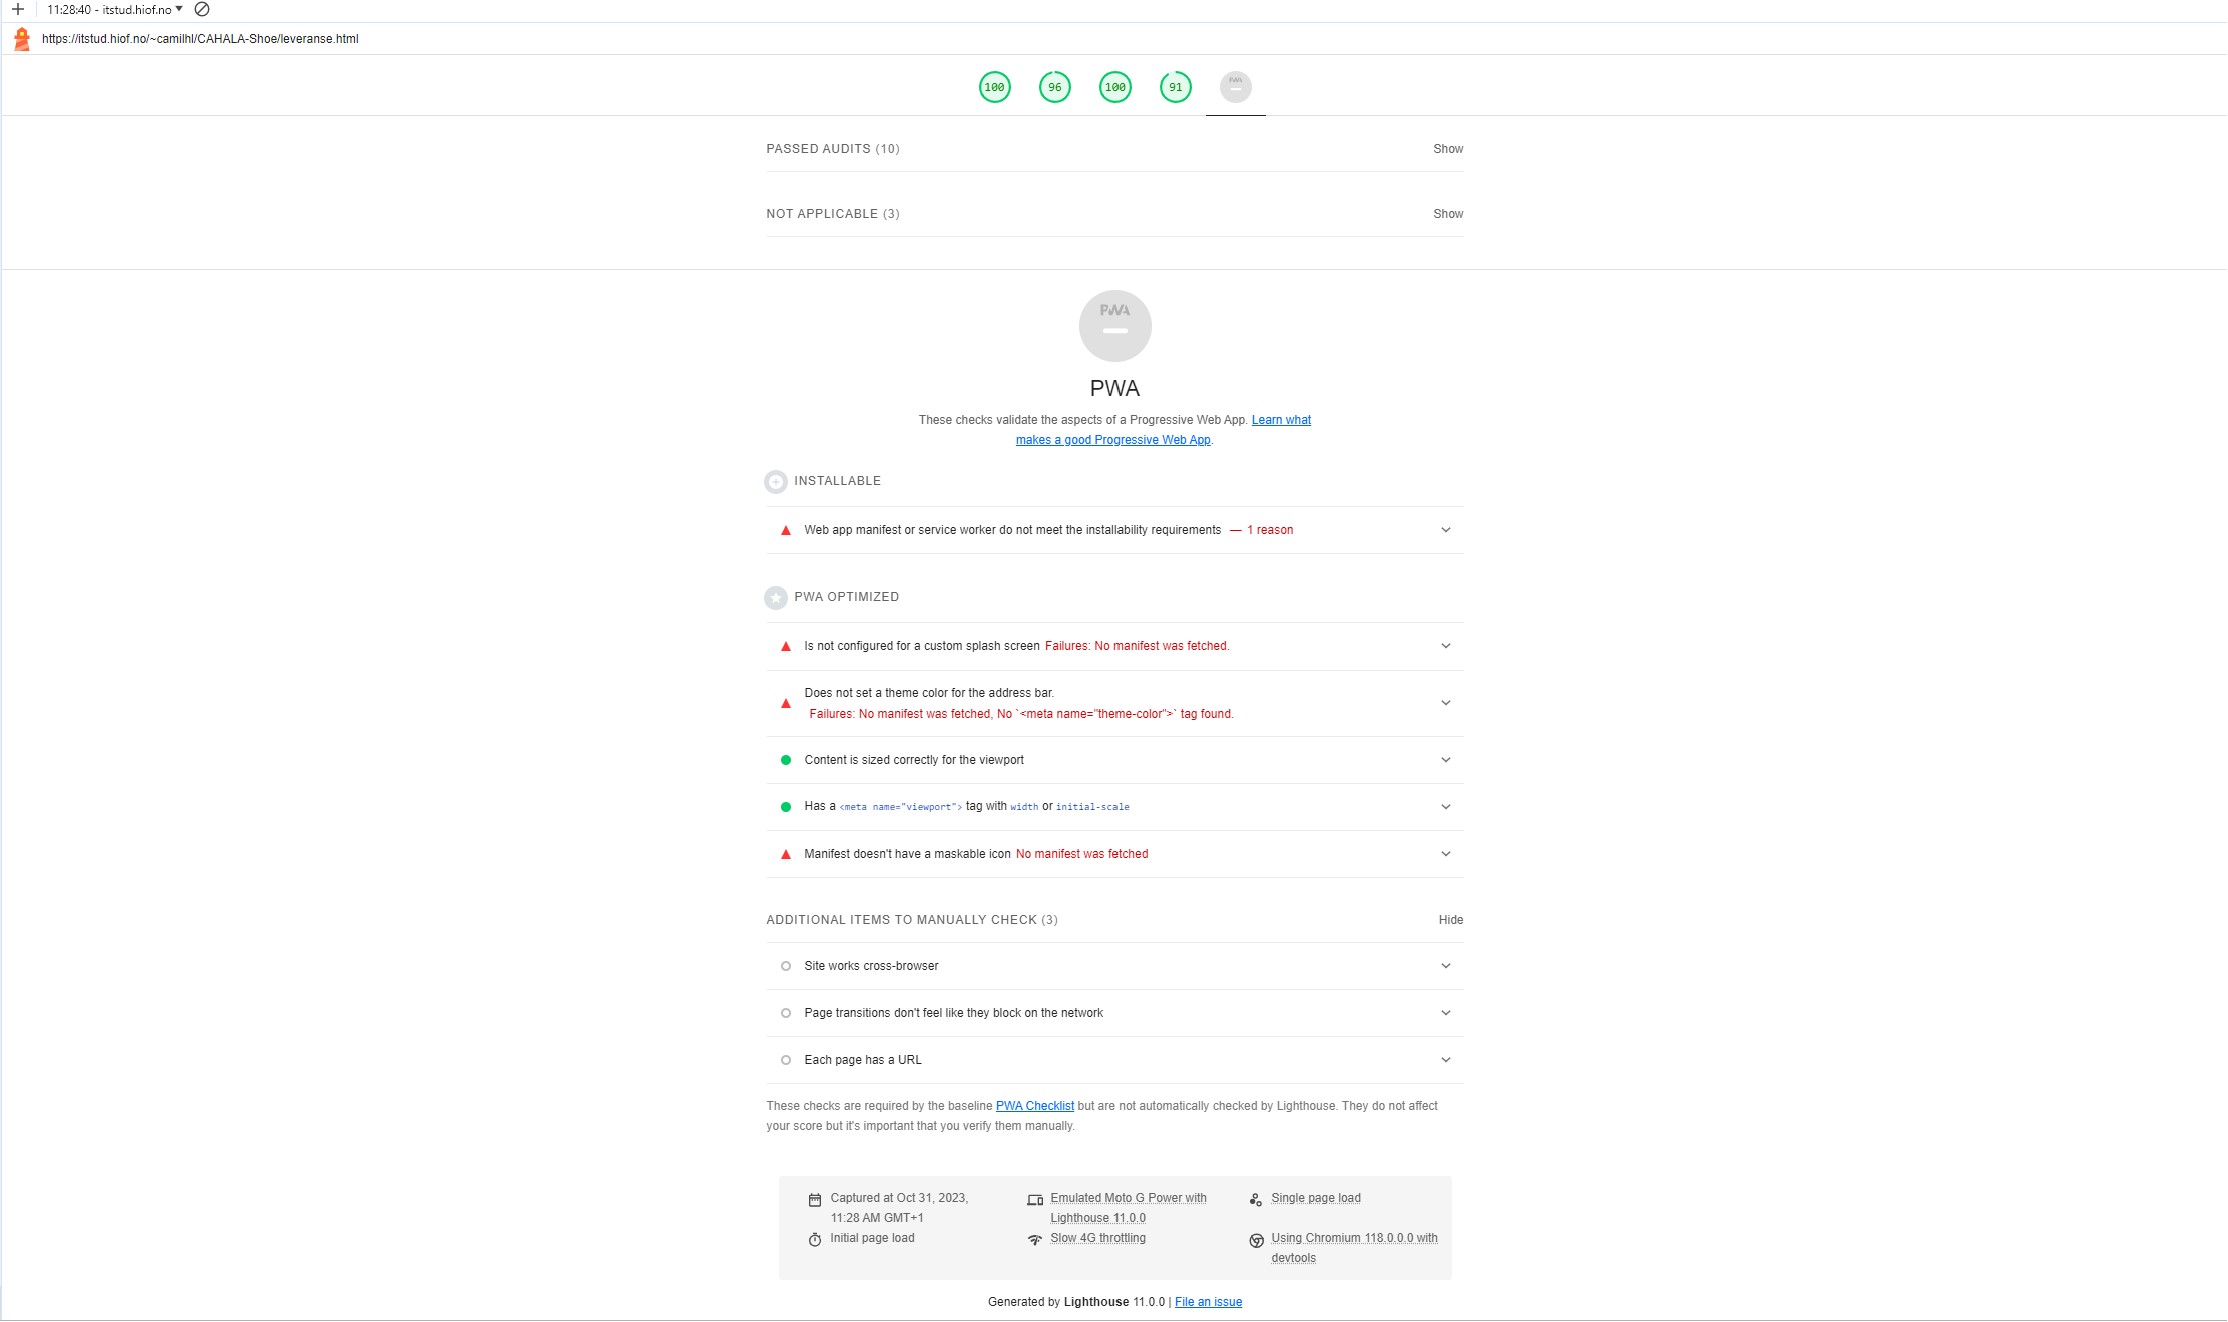 11:28:40 - itstud.hiof.no
https://itstud.hiof.no/~camilhl/CAHALA-Shoe/leveranse.html
100 96 100 91 PWA
PASSED AUDITS (10) Show
NOT APPLICABLE (3) Show
PWA
PWA
These checks validate the aspects of a Progressive Web App. Learn what
makes a good Progressive Web App.
INSTALLABLE
Web app manifest or service worker do not meet the installability requirements — 1 reason
PWA OPTIMIZED
Is not configured for a custom splash screen Failures: No manifest was fetched.
Does not set a theme color for the address bar.
Failures: No manifest was fetched, No `<meta name="theme-color">` tag found.
Content is sized correctly for the viewport
Has a <meta name="viewport"> tag with width or initial-scale
Manifest doesn't have a maskable icon No manifest was fetched
ADDITIONAL ITEMS TO MANUALLY CHECK (3) Hide
Site works cross-browser
Page transitions don't feel like they block on the network
Each page has a URL
These checks are required by the baseline PWA Checklist but are not automatically checked by Lighthouse. They do not affect
your score but it's important that you verify them manually.
Captured at Oct 31, 2023,
11:28 AM GMT+1
Initial page load
Emulated Moto G Power with
Lighthouse 11.0.0
Slow 4G throttling
Single page load
Using Chromium 118.0.0.0 with
devtools
Generated by Lighthouse 11.0.0 | File an issue